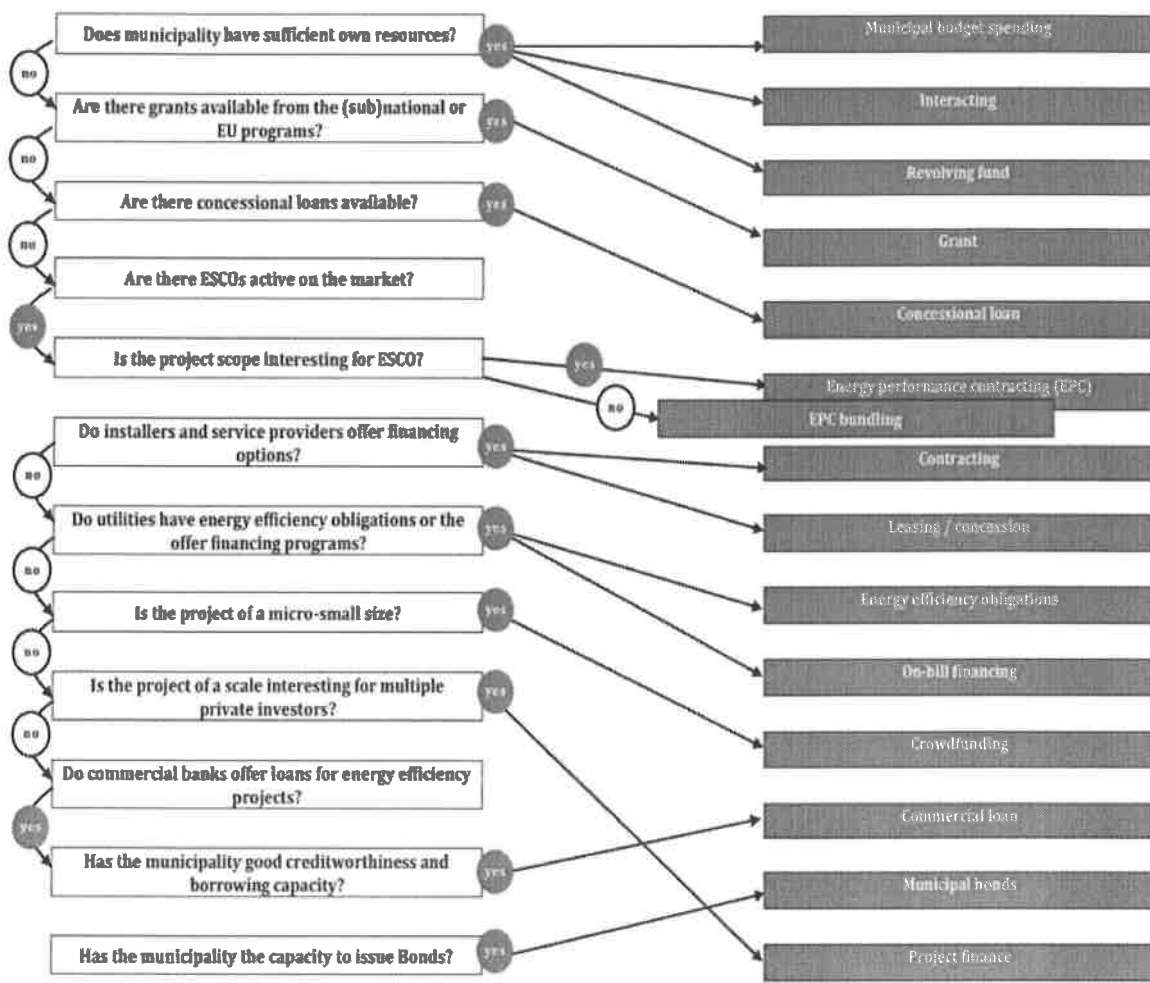 Does municipality have sufficient own resources?
yes
Municipal budget spending
no
Interacting
Are there grants available from the (sub)national or
EU programs?
yes
no
Revolving fund
Are there concessional loans available?
yes
no
Grant
Are there ESCOs active on the market?
yes
Concessional loan
Is the project scope interesting for ESCO?
yes
Energy performance contracting (EPC)
no
EPC bundling
Do installers and service providers offer financing
options?
yes
Contracting
no
Do utilities have energy efficiency obligations or the
offer financing programs?
yes
Leasing / concession
no
Energy efficiency obligations
Is the project of a micro-small size?
yes
no
On-bill financing
Is the project of a scale interesting for multiple
private investors?
yes
no
Crowdfunding
Do commercial banks offer loans for energy efficiency
projects?
yes
Commercial loan
Has the municipality good creditworthiness and
borrowing capacity?
yes
Municipal bonds
Has the municipality the capacity to issue Bonds?
yes
Project finance